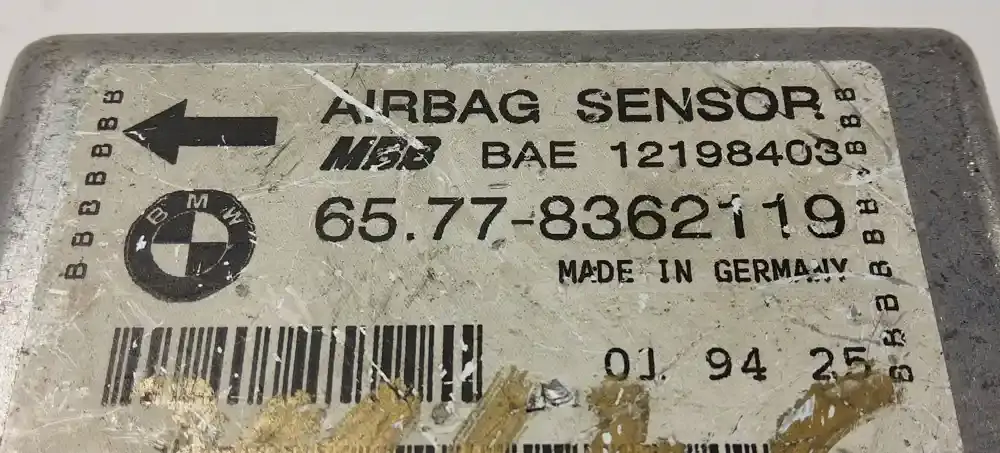 AIRBAG SENSOR
MBB BAE 12198403
BMW
65.77-8362119
MADE IN GERMANY
01 94 25
B B B B B B
B B B B B B B B B